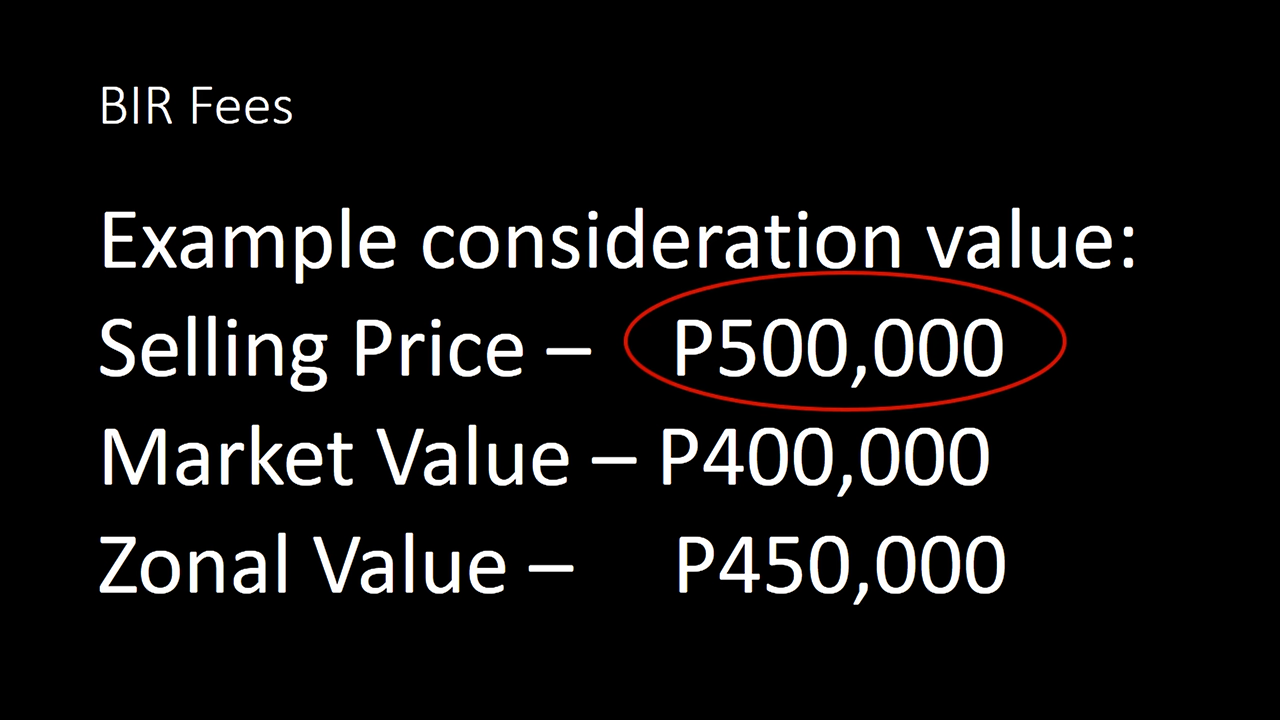 BIR Fees
Example consideration value:
Selling Price – P500,000
Market Value – P400,000
Zonal Value – P450,000